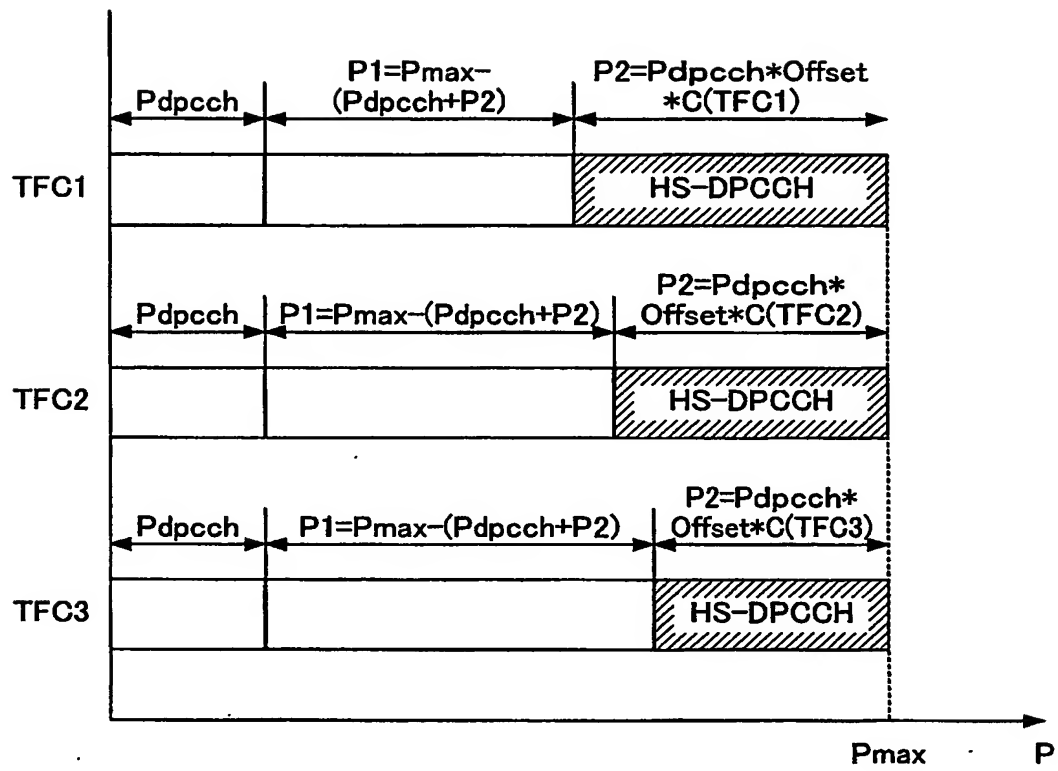 P1=Pmax-
(Pdpcch+P2)
P2=Pdpcch*Offset
*C(TFC1)
Pdpcch
TFC1
HS-DPCCH
P2=Pdpcch*
Offset*C(TFC2)
Pdpcch
P1=Pmax-(Pdpcch+P2)
TFC2
HS-DPCCH
P2=Pdpcch*
Offset*C(TFC3)
Pdpcch
P1=Pmax-(Pdpcch+P2)
TFC3
HS-DPCCH
Pmax
P